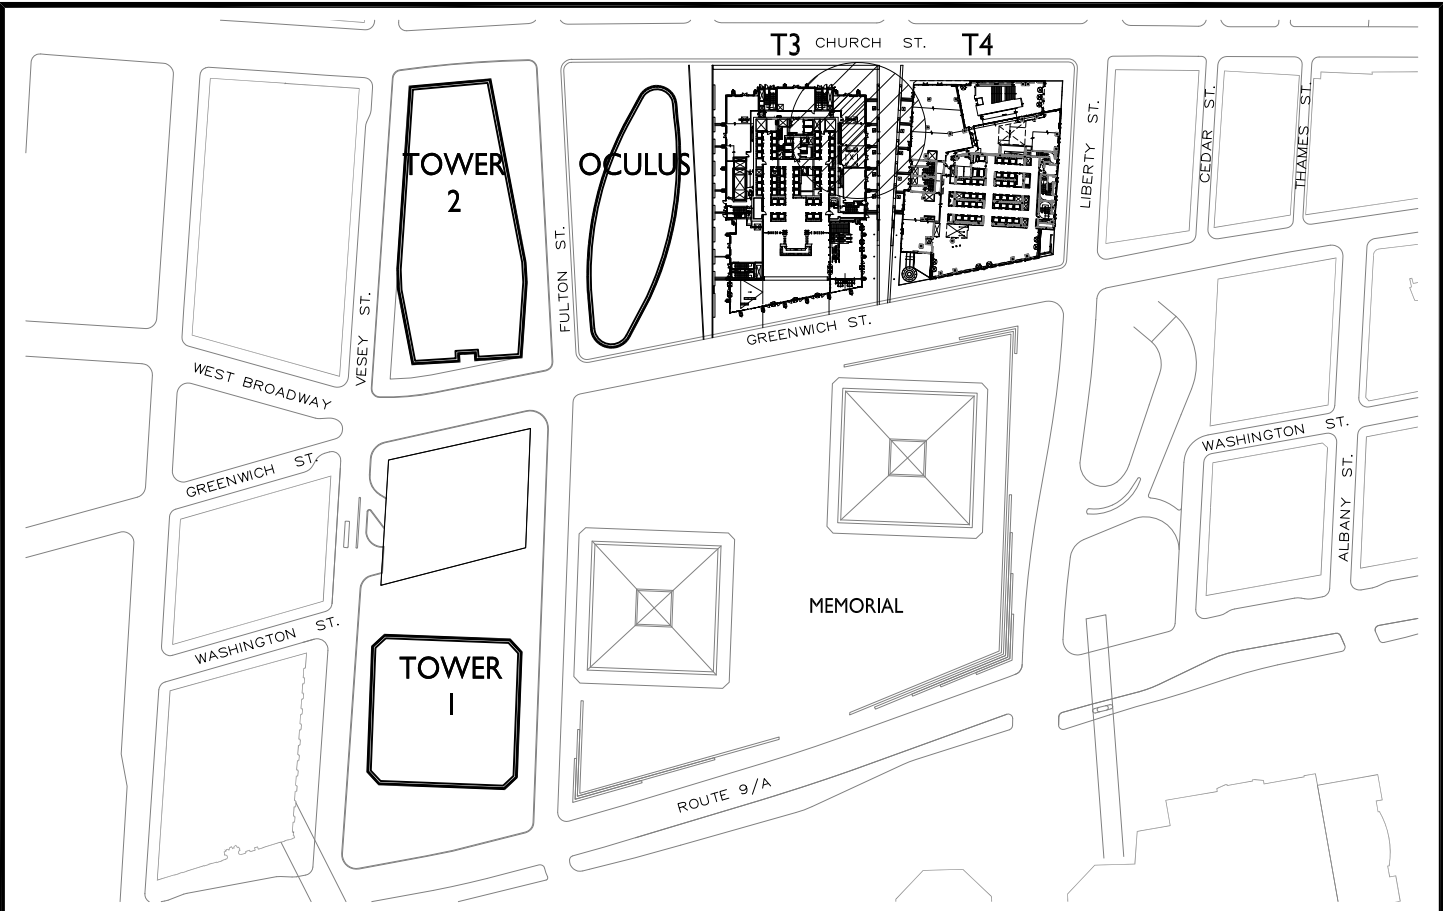 T3 CHURCH ST. T4
TOWER
2
OCULUS
LIBERTY ST.
CEDAR ST.
THAMES ST.
FULTON ST.
VESEY ST.
GREENWICH ST.
WEST BROADWAY
GREENWICH ST.
WASHINGTON ST.
ALBANY ST.
MEMORIAL
WASHINGTON ST.
TOWER
1
ROUTE 9/A